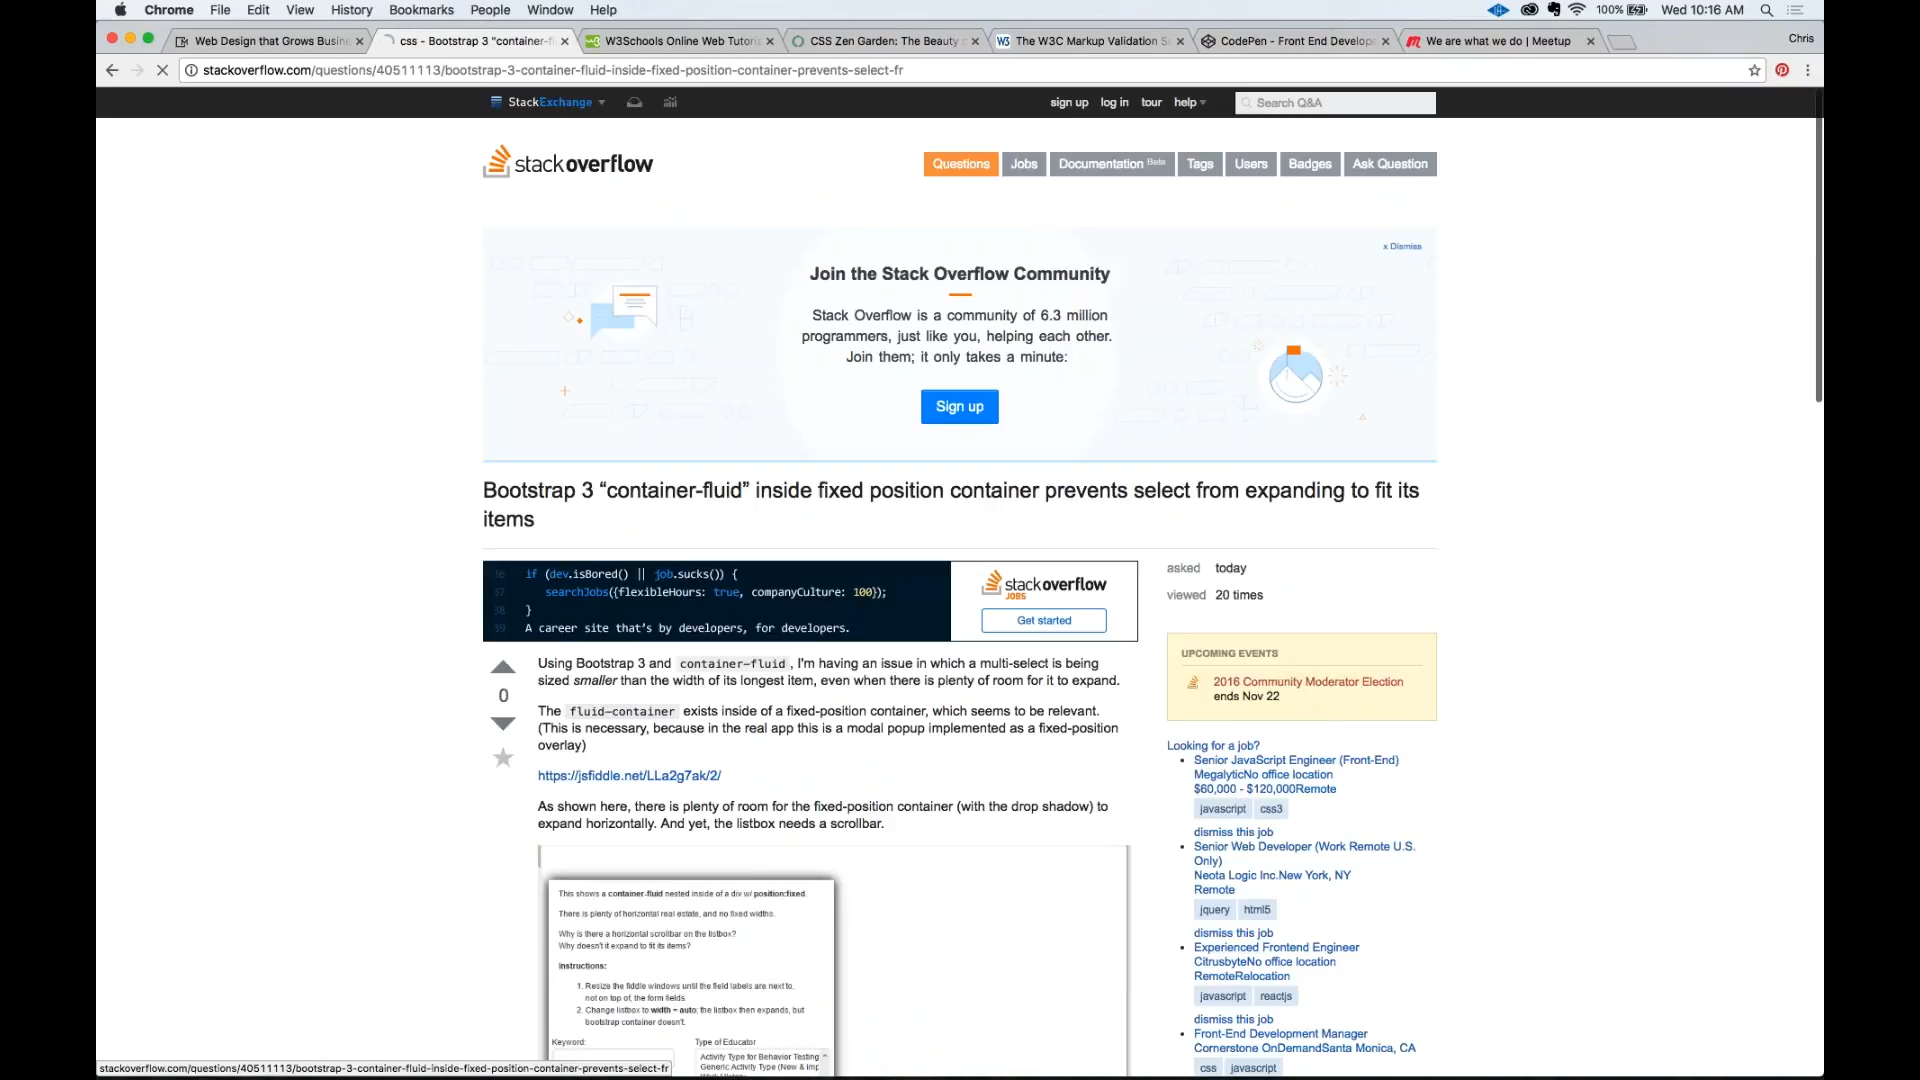 Chrome File Edit View History Bookmarks People Window Help 100% Wed 10:16 AM
Web Design that Grows Busine css - Bootstrap 3 "container-fl W3Schools Online Web Tutoria CSS Zen Garden: The Beauty c The W3C Markup Validation Se CodePen - Front End Develope We are what we do | Meetup Chris
stackoverflow.com/questions/40511113/bootstrap-3-container-fluid-inside-fixed-position-container-prevents-select-fr
StackExchange sign up log in tour help Search Q&A
stackoverflow Questions Jobs Documentation Beta Tags Users Badges Ask Question
x Dismiss
Join the Stack Overflow Community
Stack Overflow is a community of 6.3 million
programmers, just like you, helping each other.
Join them; it only takes a minute:
Sign up
Bootstrap 3 “container-fluid” inside fixed position container prevents select from expanding to fit its
items
36 if (dev.isBored() || job.sucks()) {
37 searchJobs({flexibleHours: true, companyCulture: 100});
38 }
39 A career site that’s by developers, for developers.
stackoverflow
JOBS
Get started
asked today
viewed 20 times
UPCOMING EVENTS
2016 Community Moderator Election
ends Nov 22
0
Using Bootstrap 3 and container-fluid, I'm having an issue in which a multi-select is being
sized smaller than the width of its longest item, even when there is plenty of room for it to expand.
The fluid-container exists inside of a fixed-position container, which seems to be relevant.
(This is necessary, because in the real app this is a modal popup implemented as a fixed-position
overlay)
https://jsfiddle.net/LLa2g7ak/2/
As shown here, there is plenty of room for the fixed-position container (with the drop shadow) to
expand horizontally. And yet, the listbox needs a scrollbar.
This shows a container-fluid nested inside of a div w/ position:fixed.
There is plenty of horizontal real estate, and no fixed widths.
Why is there a horizontal scrollbar on the listbox?
Why doesn't it expand to fit its items?
Instructions:
1. Resize the fiddle windows until the field labels are next to,
not on top of, the form fields.
2. Change listbox to width = auto: the listbox then expands, but
bootstrap container doesn't.
Keyword: Type of Educator
Activity Type for Behavior Testing
Generic Activity Type (New & Imp
Looking for a job?
Senior JavaScript Engineer (Front-End)
MegalyticNo office location
$60,000 - $120,000Remote
javascript css3
dismiss this job
Senior Web Developer (Work Remote U.S.
Only)
Neota Logic Inc.New York, NY
Remote
jquery html5
dismiss this job
Experienced Frontend Engineer
CitrusbyteNo office location
RemoteRelocation
javascript reactjs
dismiss this job
Front-End Development Manager
Cornerstone OnDemandSanta Monica, CA
css javascript
stackoverflow.com/questions/40511113/bootstrap-3-container-fluid-inside-fixed-position-container-prevents-select-fr